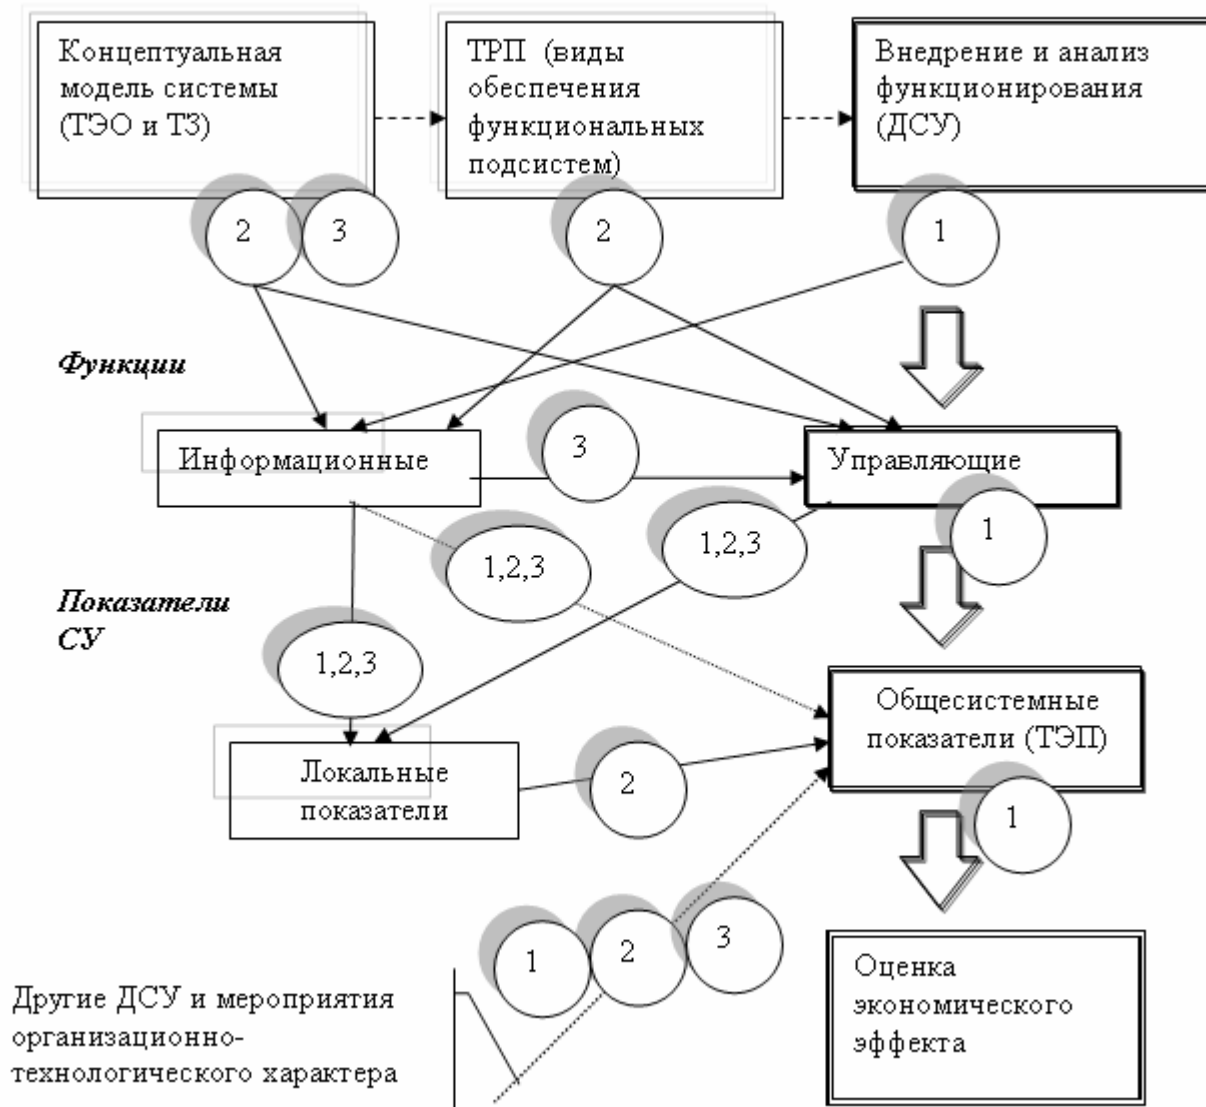 Концептуальная
модель системы
(ТЭО и ТЗ)
ТРП (виды
обеспечения
функциональных
подсистем)
Внедрение и анализ
функционирования
(ДСУ)
2
3
2
1
Функции
Информационные
3
Управляющие
1
1,2,3
1,2,3
Показатели
СУ
1,2,3
Общесистемные
показатели (ТЭП)
Локальные
показатели
2
1
1
2
3
Другие ДСУ и мероприятия
организационно-
технологического характера
Оценка
экономического
эффекта